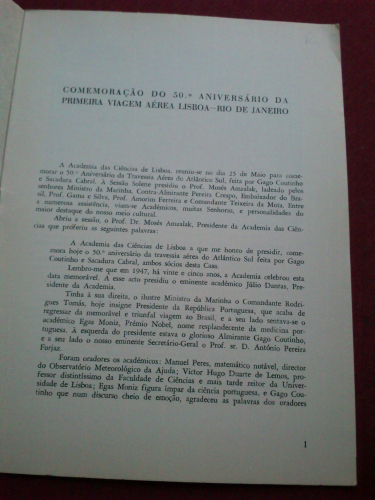 COMEMORAÇÃO DO 50.º ANIVERSÁRIO DA
PRIMEIRA VIAGEM AÉREA LISBOA—RIO DE JANEIRO
A Academia das Ciências de Lisboa, reuniu-se no dia 25 de Maio para come-
morar o 50.º Aniversário da Travessia Aérea do Atlântico Sul, feita por Gago Coutinho
e Sacadura Cabral. À Sessão Solene presidiu o Prof. Moses Amzalak, ladeado pelos
senhores Ministro da Marinha, Contra-Almirante Pereira Crespo, Embaixador do Bra-
sil, Prof. Gama e Silva, Prof. Amorim Ferreira e Comandante Teixeira da Mota. Entre
a numerosa assistência, viam-se Académicos, muitas Senhoras, e personalidades do
maior destaque do nosso meio cultural.
Abriu a sessão, o Prof. Dr. Mosés Amzalak, Presidente da Academia das Ciên-
cias que proferiu as seguintes palavras:
A Academia das Ciências de Lisboa a que me honro de presidir, come-
mora hoje o 50.º aniversário da travessia aérea do Atlântico Sul feita por Gago
Coutinho e Sacadura Cabral, ambos sócios desta Casa.
Lembro-me que em 1947, há vinte e cinco anos, a Academia celebrou esta
data memorável. A esse acto presidiu o eminente académico Júlio Dantas, Pre-
sidente da Academia.
Tinha à sua direita, o ilustre Ministro da Marinha o Comandante Rodri-
gues Tomás, hoje insigne Presidente da República Portuguesa, que acaba de
regressar da memorável e triunfal viagem ao Brasil, e a seu lado sentava-se o
académico Egas Moniz, Prémio Nobel, nome resplandecente da medicina por-
tuguesa. À esquerda do presidente estava o glorioso Almirante Gago Coutinho,
e a seu lado o nosso eminente Secretário-Geral o Prof. sr. D. António Pereira
Forjaz.
Foram oradores os académicos: Manuel Peres, matemático notável, director
do Observatório Meteorológico da Ajuda; Victor Hugo Duarte de Lemos, pro-
fessor distintíssimo da Faculdade de Ciências e mais tarde reitor da Univer-
sidade de Lisboa; Egas Moniz figura ímpar da ciência portuguesa, e Gago Cou-
tinho que num discurso cheio de emoção, agradeceu as palavras dos oradores
1